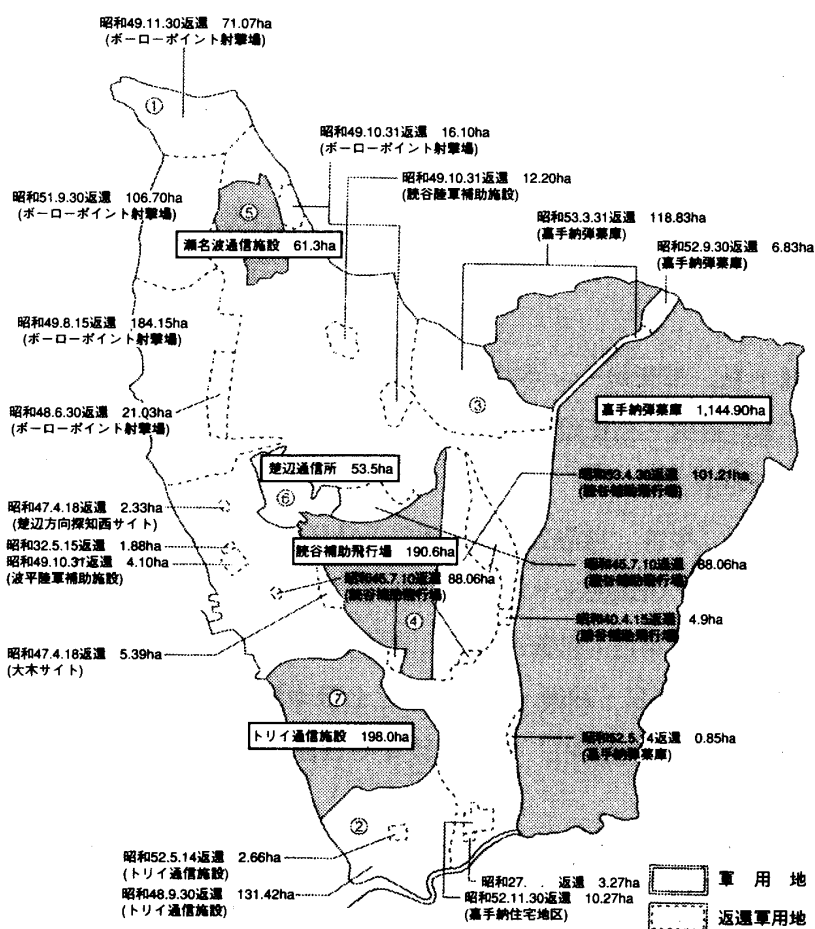 昭和49.11.30返還 71.07ha
(ボーローポイント射撃場)
①
昭和49.10.31返還 16.10ha
(ボーローポイント射撃場)
昭和49.10.31返還 12.20ha
(読谷陸軍補助施設)
昭和51.9.30返還 106.70ha
(ボーローポイント射撃場)
⑤
昭和53.3.31返還 118.83ha
(嘉手納弾薬庫)
昭和52.9.30返還 6.83ha
(嘉手納弾薬庫)
瀬名波通信施設 61.3ha
昭和49.8.15返還 184.15ha
(ボーローポイント射撃場)
③
嘉手納弾薬庫 1,144.90ha
昭和48.6.30返還 21.03ha
(ボーローポイント射撃場)
楚辺通信所 53.5ha
⑥
昭和53.4.30返還 101.21ha
(読谷補助飛行場)
昭和47.4.18返還 2.33ha
(楚辺方向探知西サイト)
昭和32.5.15返還 1.88ha
昭和49.10.31返還 4.10ha
(波平陸軍補助施設)
読谷補助飛行場 190.6ha
昭和46.7.10返還 88.06ha
(読谷補助飛行場)
昭和46.7.10返還 88.06ha
(読谷補助飛行場)
④
昭和40.4.15返還 4.9ha
(読谷補助飛行場)
昭和47.4.18返還 5.39ha
(大木サイト)
⑦
トリイ通信施設 198.0ha
昭和52.5.14返還 0.85ha
(嘉手納弾薬庫)
②
昭和52.5.14返還 2.66ha
(トリイ通信施設)
昭和48.9.30返還 131.42ha
(トリイ通信施設)
昭和27. . 返還 3.27ha
昭和52.11.30返還 10.27ha
(嘉手納住宅地区)
軍用地
返還軍用地